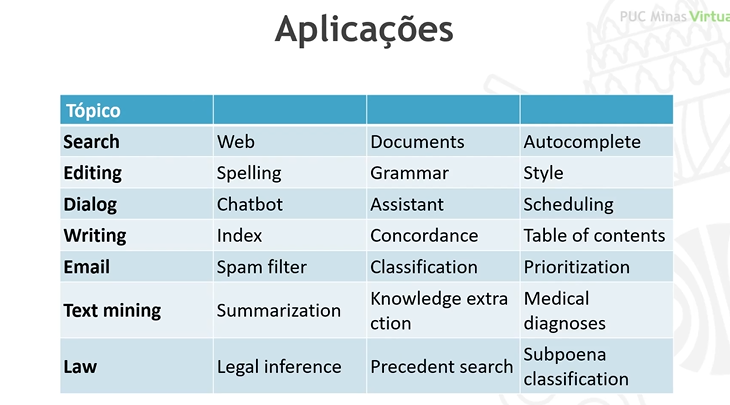 PUC Minas Virtua
Aplicações
Tópico
Search Web Documents Autocomplete
Editing Spelling Grammar Style
Dialog Chatbot Assistant Scheduling
Writing Index Concordance Table of contents
Email Spam filter Classification Prioritization
Text mining Summarization Knowledge extra
ction Medical
diagnoses
Law Legal inference Precedent search Subpoena
classification